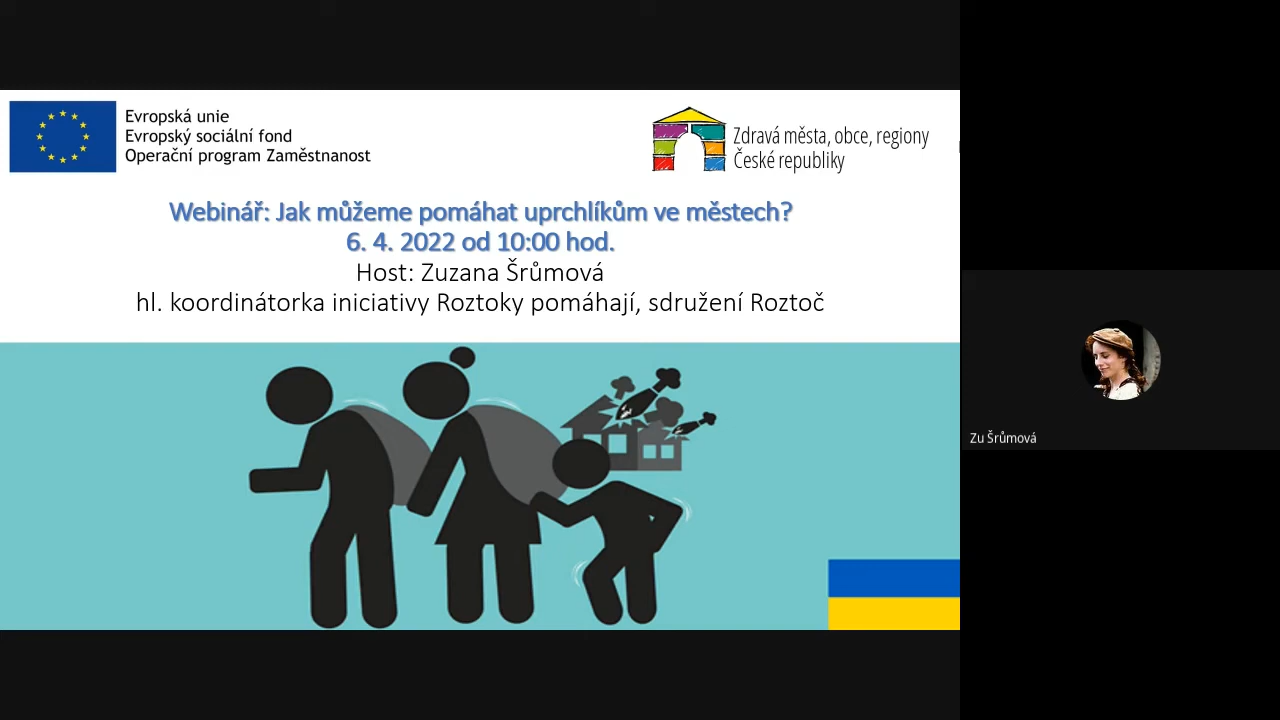 Evropská unie
Evropský sociální fond
Operační program Zaměstnanost
Zdravá města, obce, regiony
České republiky
Webinář: Jak můžeme pomáhat uprchlíkům ve městech?
6. 4. 2022 od 10:00 hod.
Host: Zuzana Šrůmová
hl. koordinátorka iniciativy Roztoky pomáhají, sdružení Roztoč
Zu Šrůmová